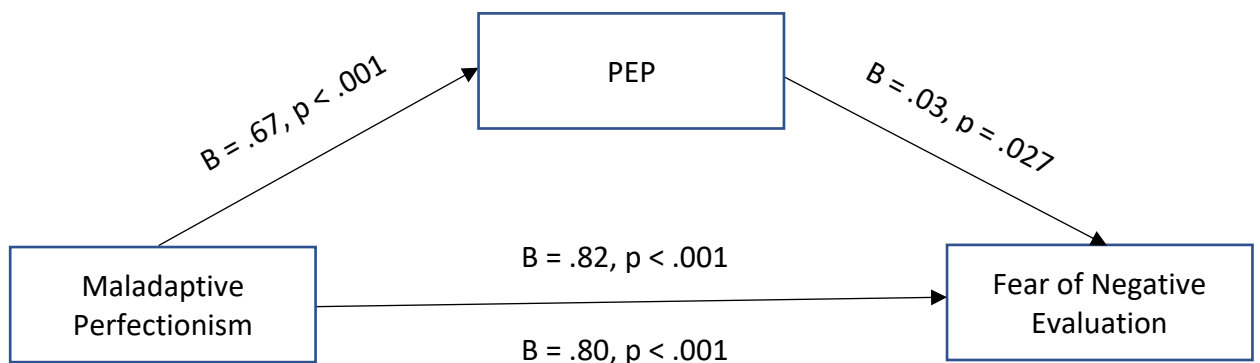 PEP
B = .67, p < .001
B = .03, p = .027
B = .82, p < .001
Maladaptive
Perfectionism
Fear of Negative
Evaluation
B = .80, p < .001